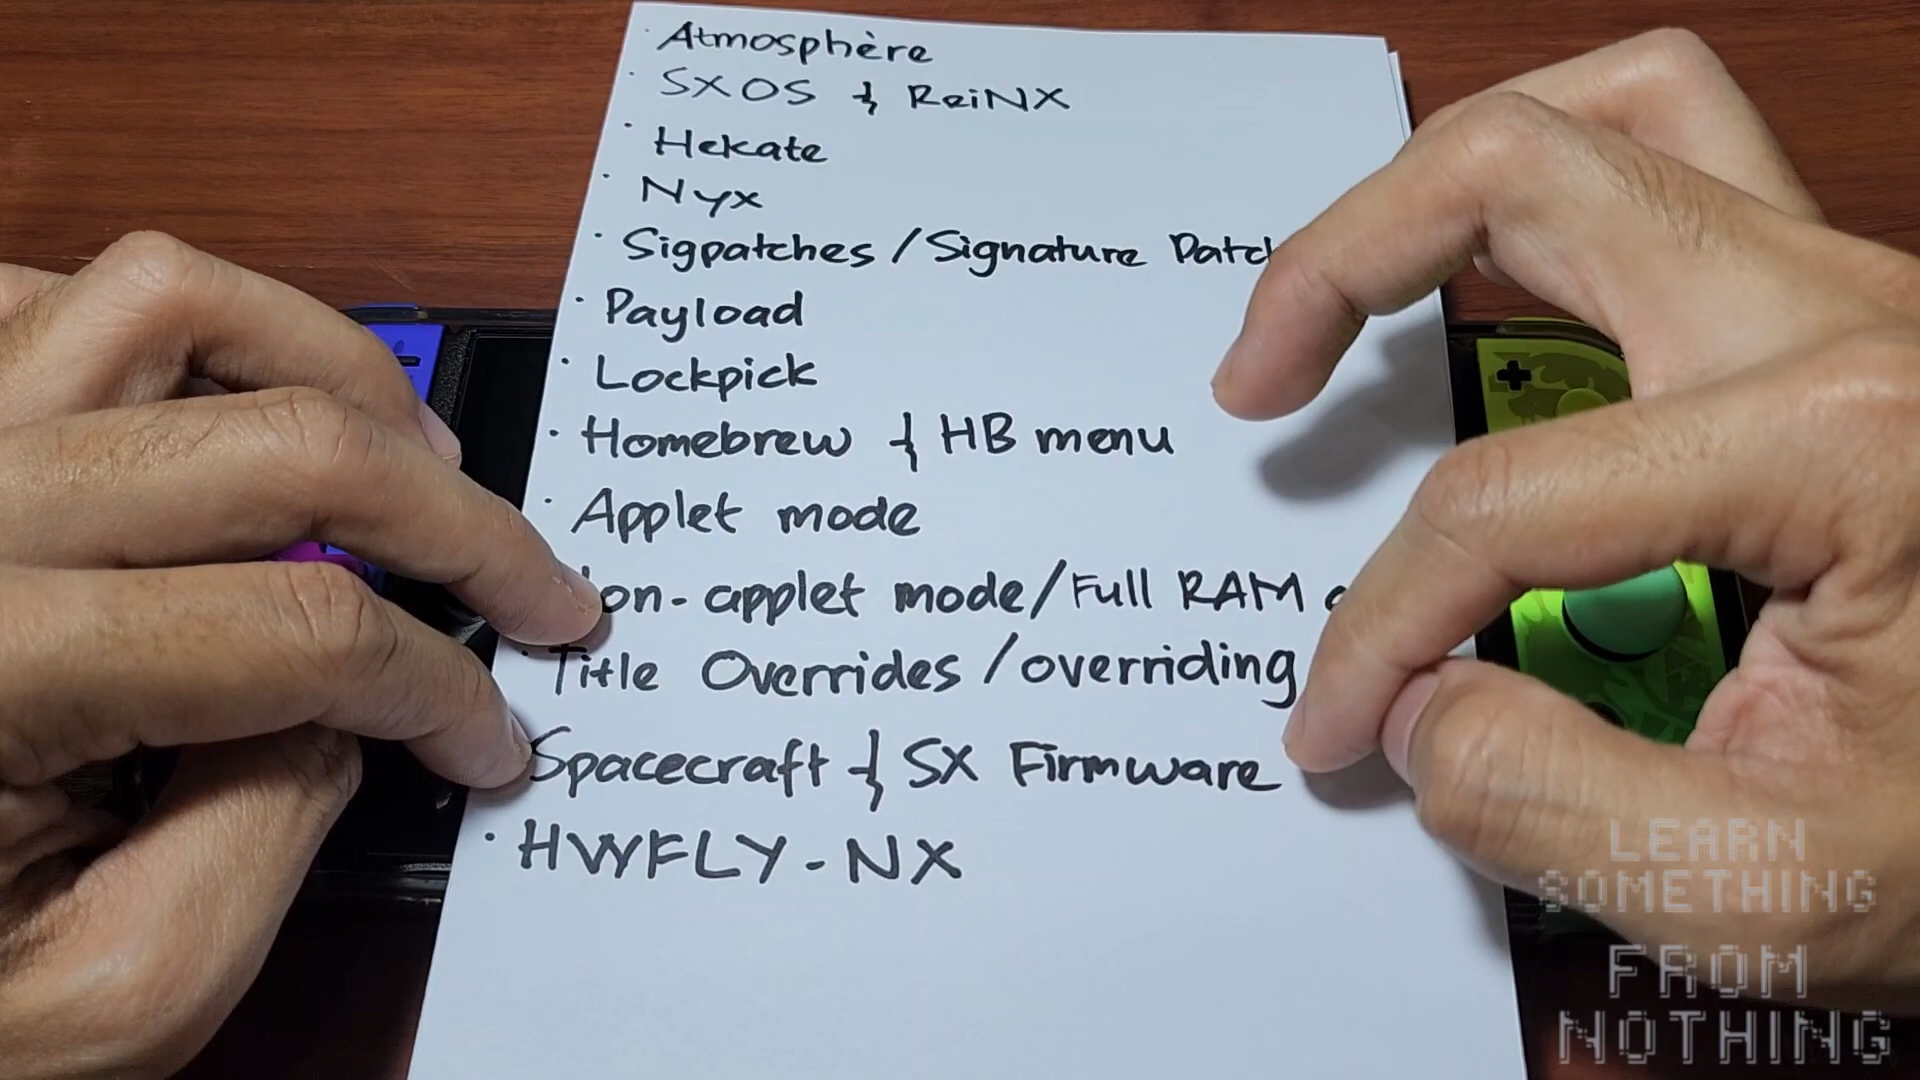 · Atmosphère
· SXOS & ReiNX
· Hekate
· Nyx
· Sigpatches / Signature Patch
· Payload
· Lockpick
· Homebrew & HB menu
· Applet mode
on-applet mode/Full RAM
· Title Overrides / overriding
Spacecraft & SX Firmware
· HWFLY-NX
LEARN
SOMETHING
FROM
NOTHING